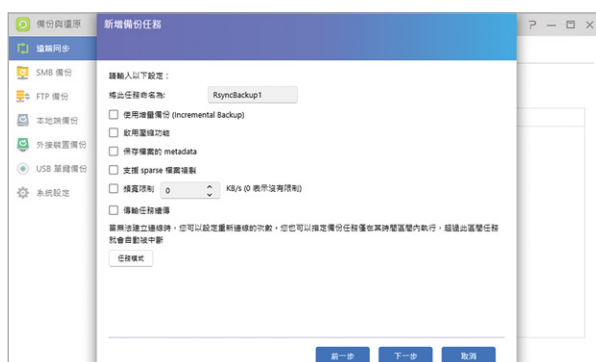 備份與還原
新增備份任務
遠端同步
SMB 備份
FTP 備份
本地端備份
外接裝置備份
USB 單鍵備份
系統設定
請輸入以下設定：
將此任務命名為: RsyncBackup1
使用增量備份 (Incremental Backup)
啟用壓縮功能
保存檔案的 metadata
支援 sparse 檔案複製
頻寬限制 0 KB/s (0 表示沒有限制)
傳輸任務續傳
當無法建立連線時，您可以設定重新連線的次數，您也可以指定備份任務僅在某時間區間內執行，超過此區間任務
就會自動被中斷
任務模式
前一步 下一步 取消